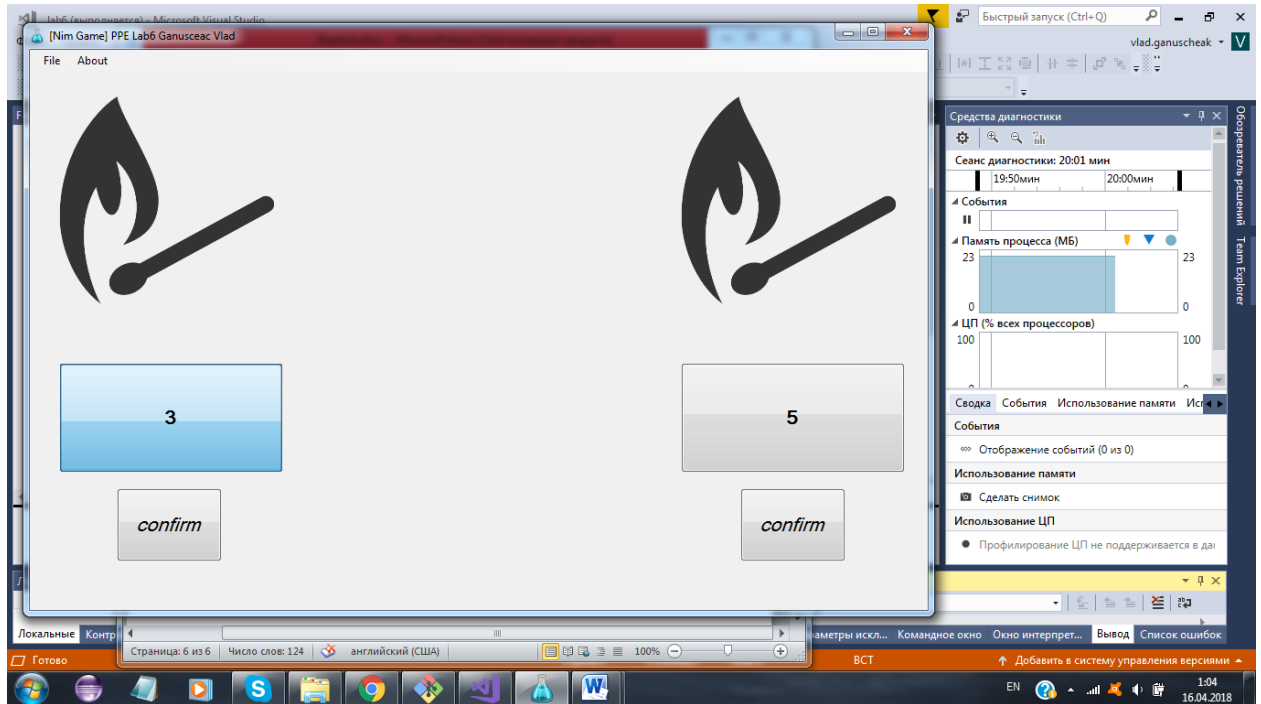 lab6 (выполняется) - Microsoft Visual Studio
Быстрый запуск (Ctrl+Q)
[Nim Game] PPE Lab6 Ganusceac Vlad
vlad.ganuscheak
V
File About
3
5
confirm
confirm
Средства диагностики
Сеанс диагностики: 20:01 мин
19:50мин 20:00мин
События
Память процесса (МБ)
23 23
0 0
ЦП (% всех процессоров)
100 100
Сводка События Использование памяти
События
Отображение событий (0 из 0)
Использование памяти
Сделать снимок
Использование ЦП
Профилирование ЦП не поддерживается в
Обозреватель решений
Team Explorer
Локальные Контр
Командное окно Окно интерпрет... Вывод Список ошибок
Страница: 6 из 6 Число слов: 124 английский (США) 100%
Готово
ВСТ
Добавить в систему управления версиями
EN
1:04
16.04.2018